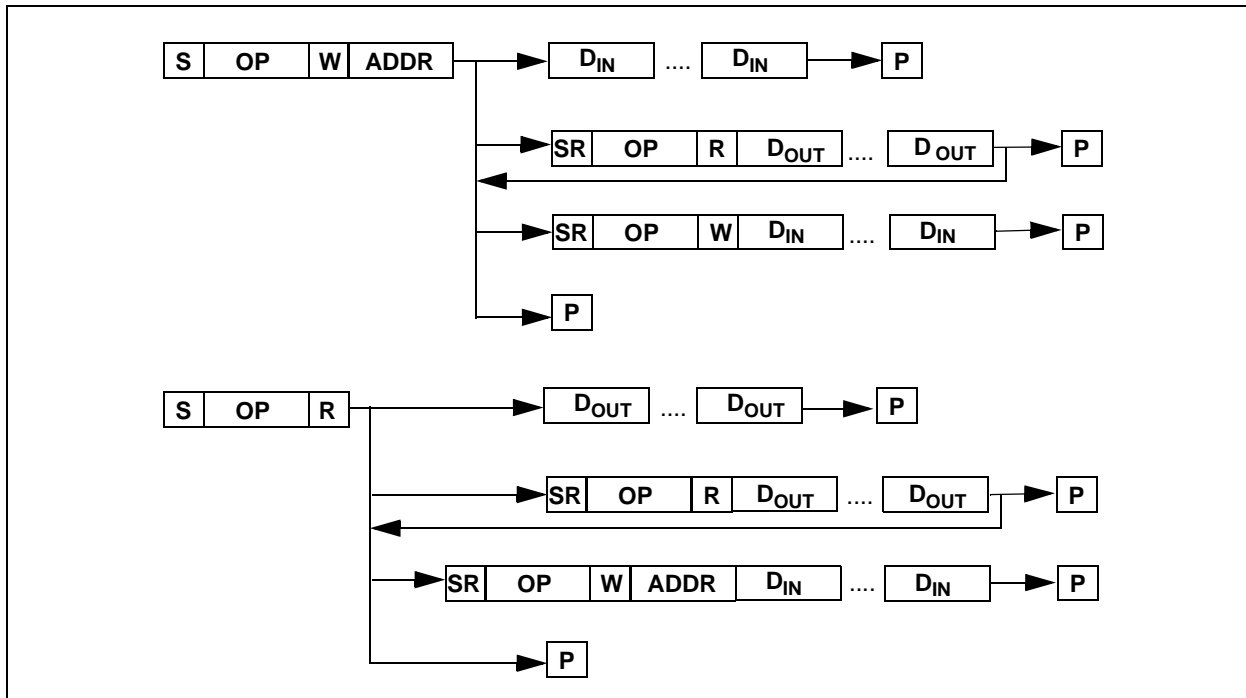 S OP W ADDR DIN .... DIN P
SR OP R DOUT .... DOUT P
SR OP W DIN .... DIN P
P
S OP R DOUT .... DOUT P
SR OP R DOUT .... DOUT P
SR OP W ADDR DIN .... DIN P
P